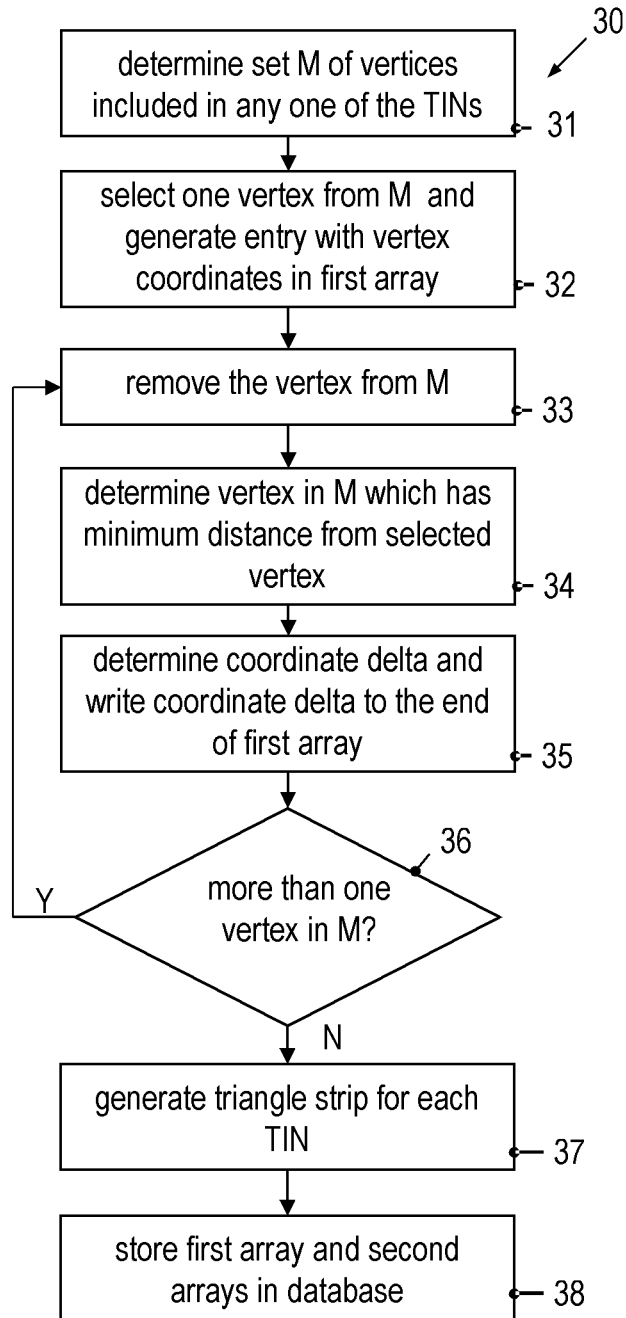 30
determine set M of vertices
included in any one of the TINs
31
select one vertex from M and
generate entry with vertex
coordinates in first array
32
remove the vertex from M
33
determine vertex in M which has
minimum distance from selected
vertex
34
determine coordinate delta and
write coordinate delta to the end
of first array
35
36
more than one
vertex in M?
Y
N
generate triangle strip for each
TIN
37
store first array and second
arrays in database
38